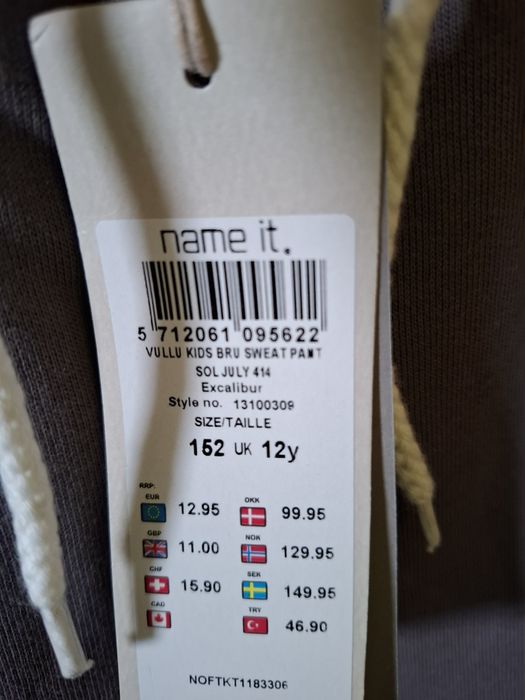 name it.
5 712061 095622
VULLU KIDS BRU SWEAT PANT
SOL JULY 414
Excalibur
Style no. 13100309
SIZE/TAILLE
152 UK 12y
RRP:
EUR 12.95 DKK 99.95
GBP 11.00 NOK 129.95
CHF 15.90 SEK 149.95
CAD TRY 46.90
NOFTKT1183306